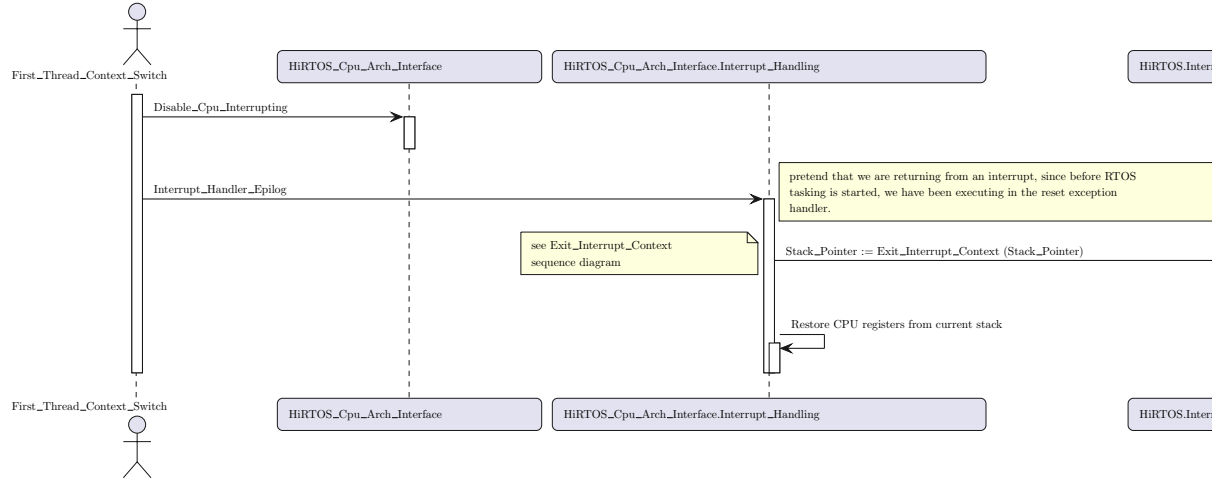 First_Thread_Context_Switch
HiRTOS_Cpu_Arch_Interface
HiRTOS_Cpu_Arch_Interface.Interrupt_Handling
Disable_Cpu_Interrupting
Interrupt_Handler_Epilog
pretend that we are returning from an interrupt, since before RTOS
tasking is started, we have been executing in the reset exception
handler.
see Exit_Interrupt_Context
sequence diagram
Stack_Pointer := Exit_Interrupt_Context (Stack_Pointer)
Restore CPU registers from current stack
First_Thread_Context_Switch
HiRTOS_Cpu_Arch_Interface
HiRTOS_Cpu_Arch_Interface.Interrupt_Handling